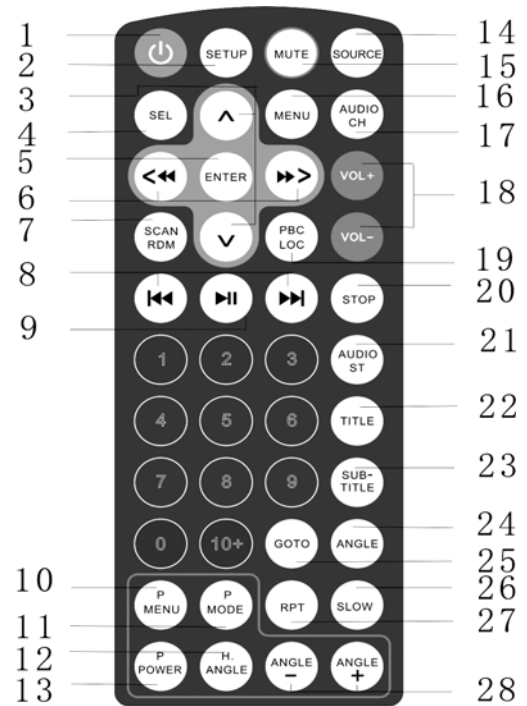 1
2
3
4
5
6
7
8
9
10
11
12
13
SETUP
MUTE
SOURCE
SEL
MENU
AUDIO
CH
ENTER
VOL+
SCAN
RDM
PBC
LOC
VOL-
STOP
1
2
3
AUDIO
ST
4
5
6
TITLE
7
8
9
SUB-
TITLE
0
10+
GOTO
ANGLE
P
MENU
P
MODE
RPT
SLOW
P
POWER
H.
ANGLE
ANGLE
-
ANGLE
+
14
15
16
17
18
19
20
21
22
23
24
25
26
27
28